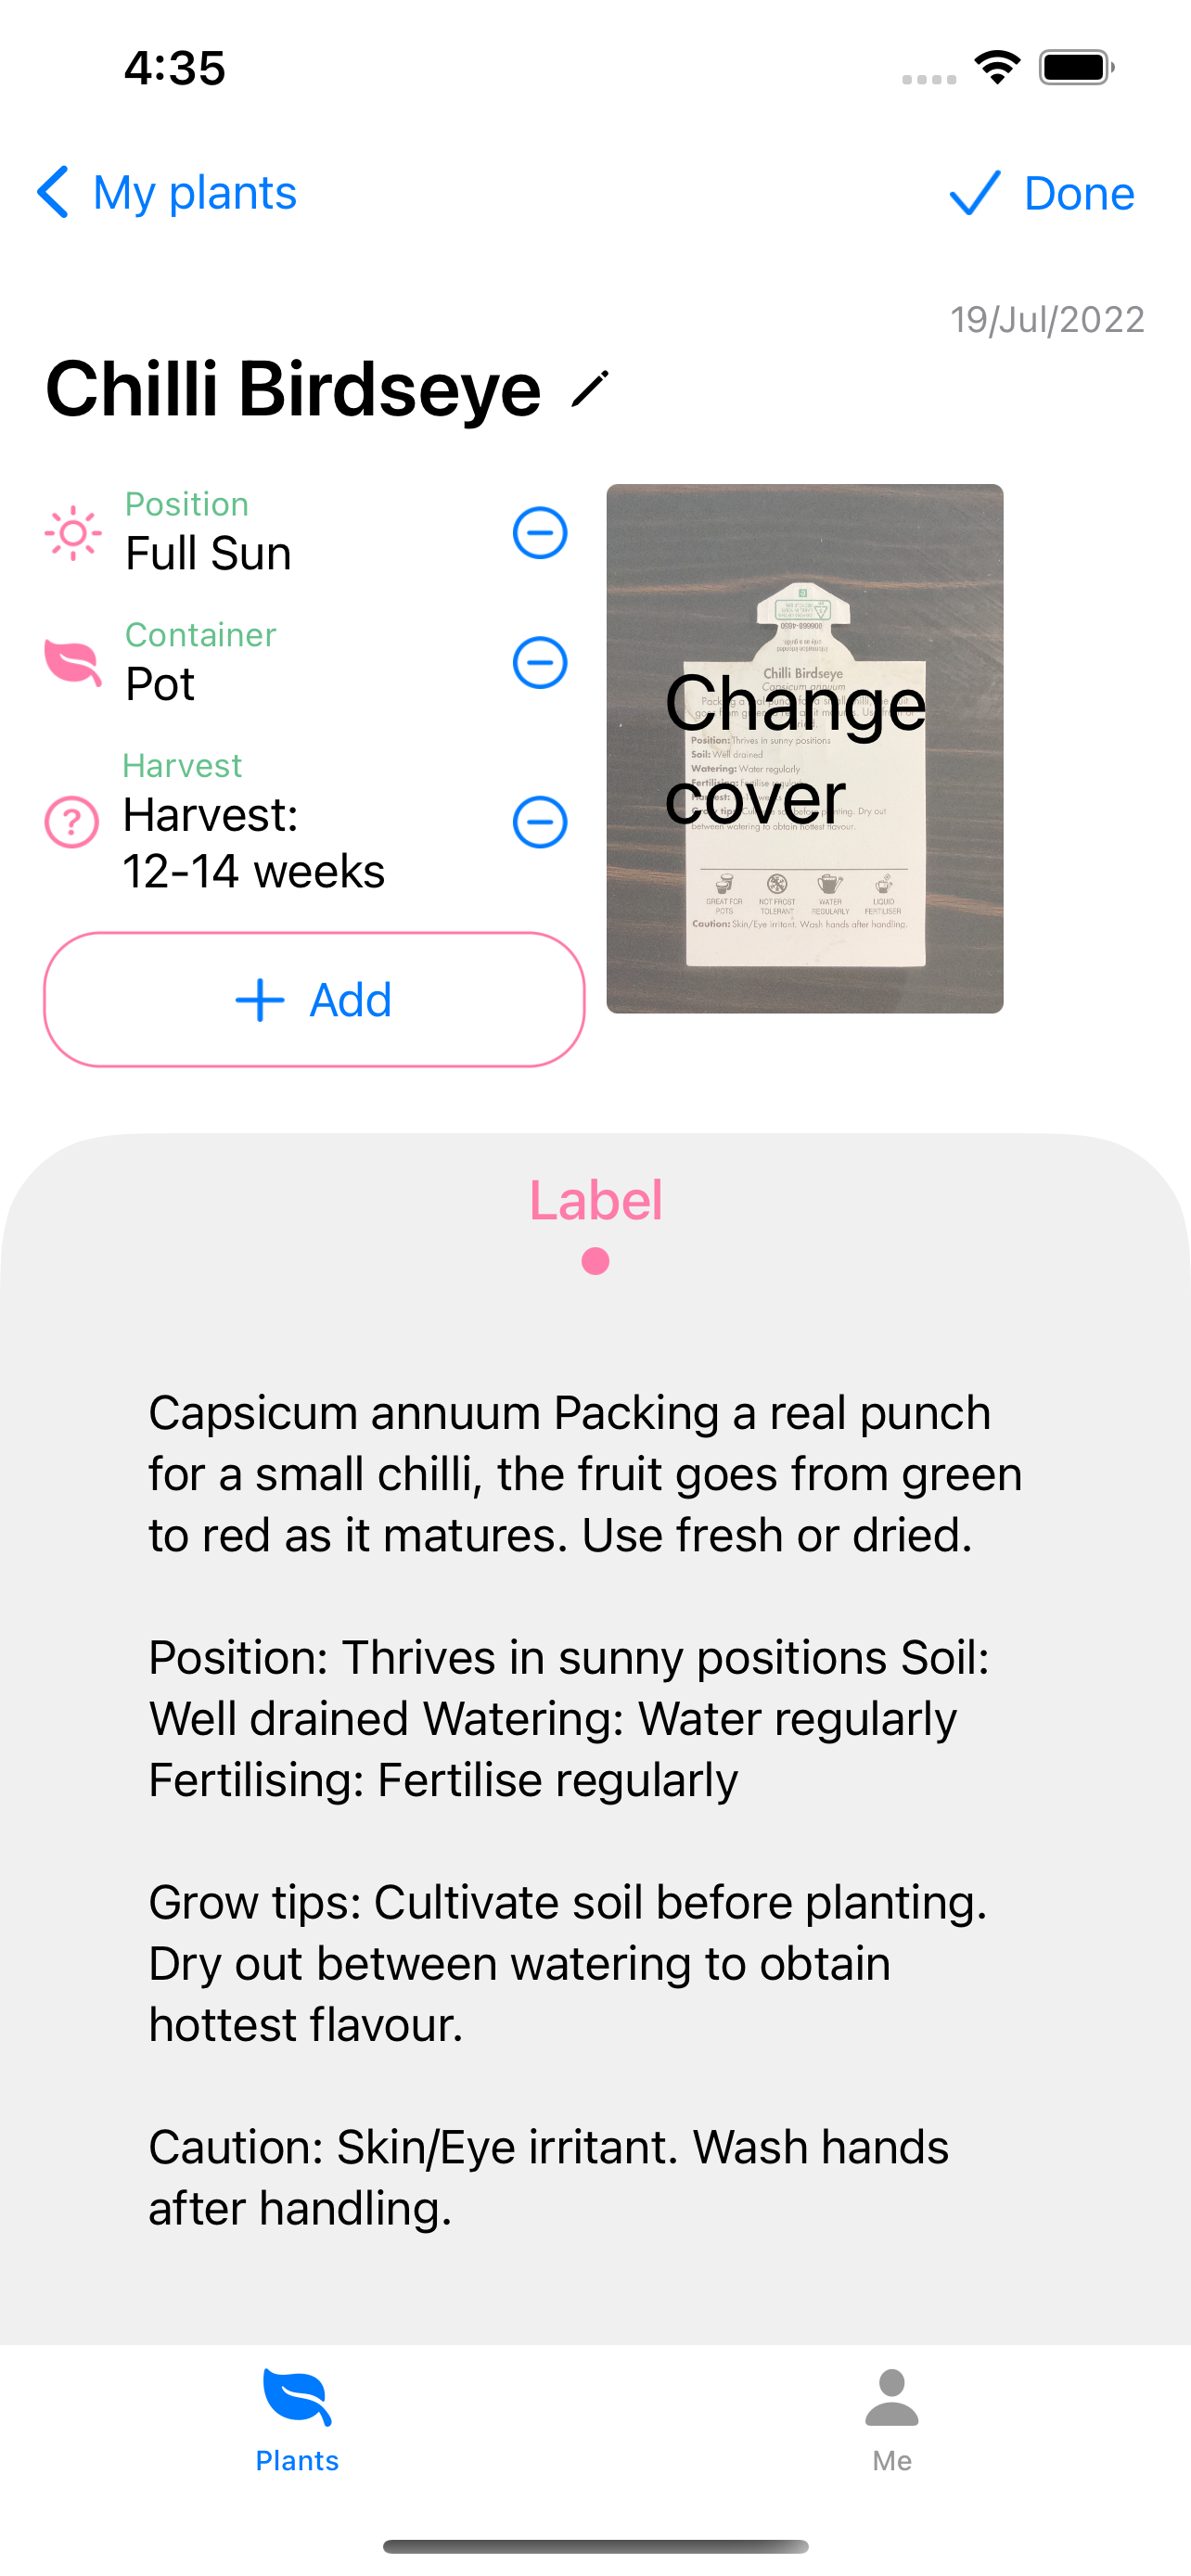 4:35
My plants
Done
19/Jul/2022
Chilli Birdseye
Position
Full Sun
Container
Pot
Harvest
Harvest:
12-14 weeks
Add
Chilli Birdseye
Capsicum annuum
Change
cover
Position: Thrives in sunny positions
Soil: Well drained
Watering: Water regularly
between watering to obtain hottest flavour.
GREAT FOR POTS
NOT FROST TOLERANT
WATER REGULARLY
LIQUID FERTILISER
Caution: Skin/Eye irritant. Wash hands after handling.
Label
Capsicum annuum Packing a real punch
for a small chilli, the fruit goes from green
to red as it matures. Use fresh or dried.
Position: Thrives in sunny positions Soil:
Well drained Watering: Water regularly
Fertilising: Fertilise regularly
Grow tips: Cultivate soil before planting.
Dry out between watering to obtain
hottest flavour.
Caution: Skin/Eye irritant. Wash hands
after handling.
Plants
Me